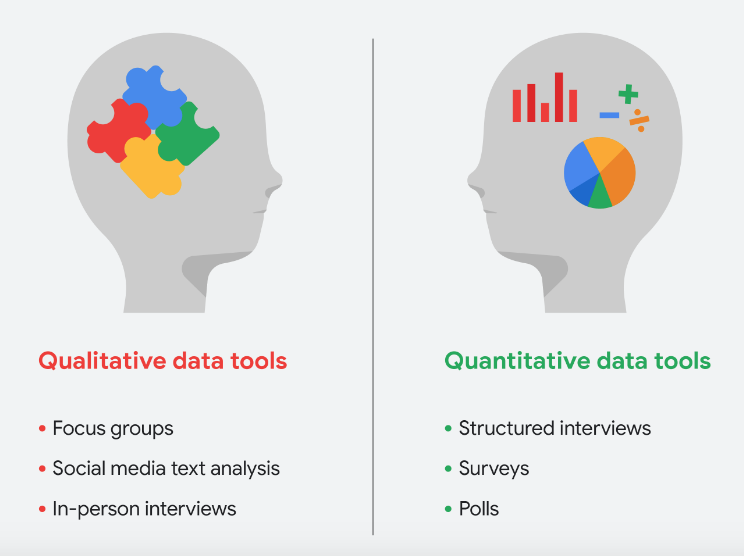 Qualitative data tools
• Focus groups
• Social media text analysis
• In-person interviews
Quantitative data tools
• Structured interviews
• Surveys
• Polls